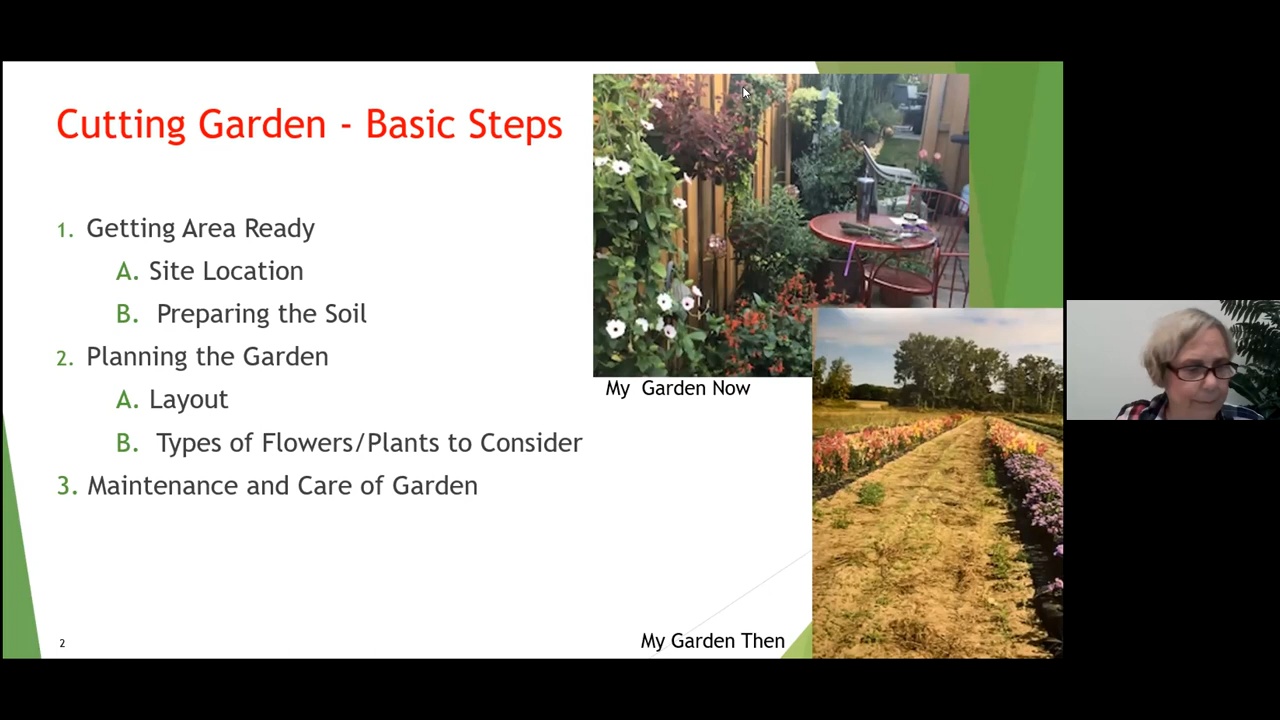 Cutting Garden - Basic Steps
1. Getting Area Ready
A. Site Location
B. Preparing the Soil
2. Planning the Garden
A. Layout
B. Types of Flowers/Plants to Consider
3. Maintenance and Care of Garden
My Garden Now
My Garden Then
2